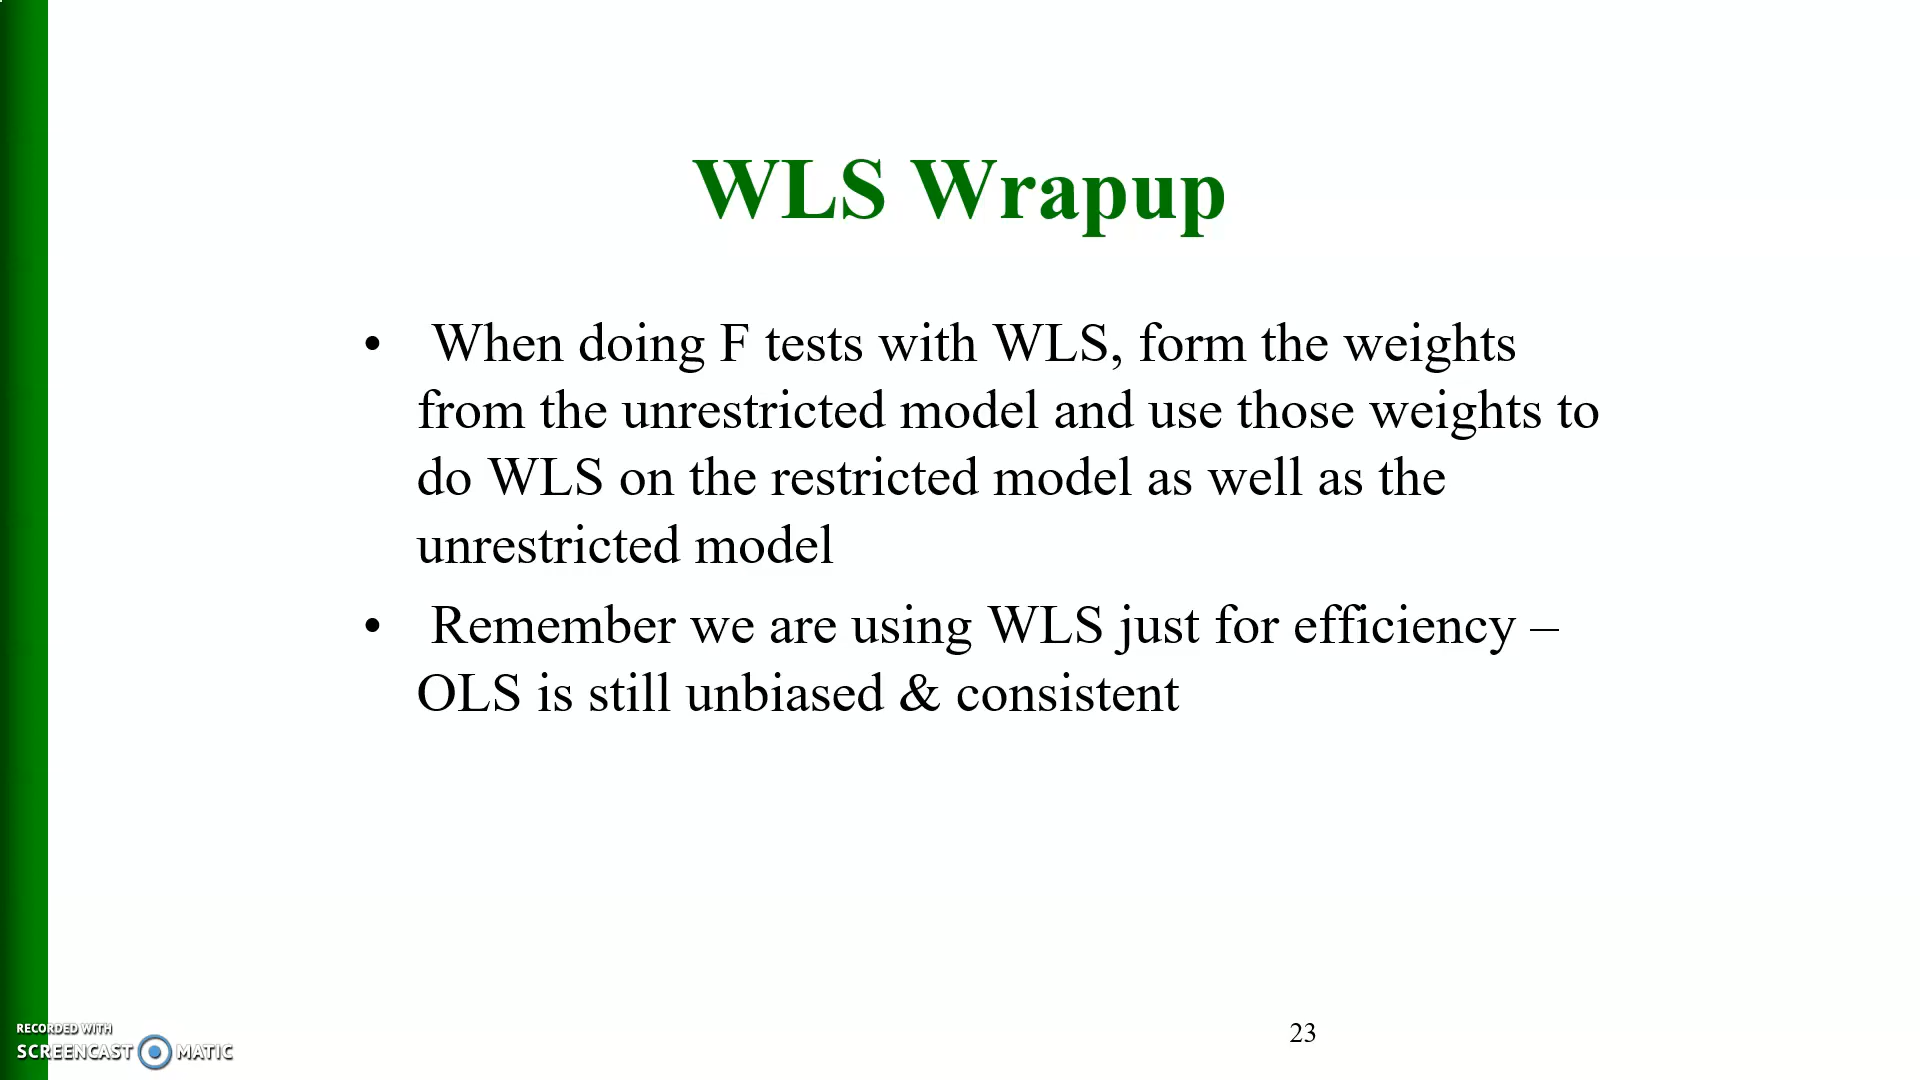 WLS Wrapup
• When doing F tests with WLS, form the weights
from the unrestricted model and use those weights to
do WLS on the restricted model as well as the
unrestricted model
• Remember we are using WLS just for efficiency –
OLS is still unbiased & consistent
23
RECORDED WITH
SCREENCAST MATIC